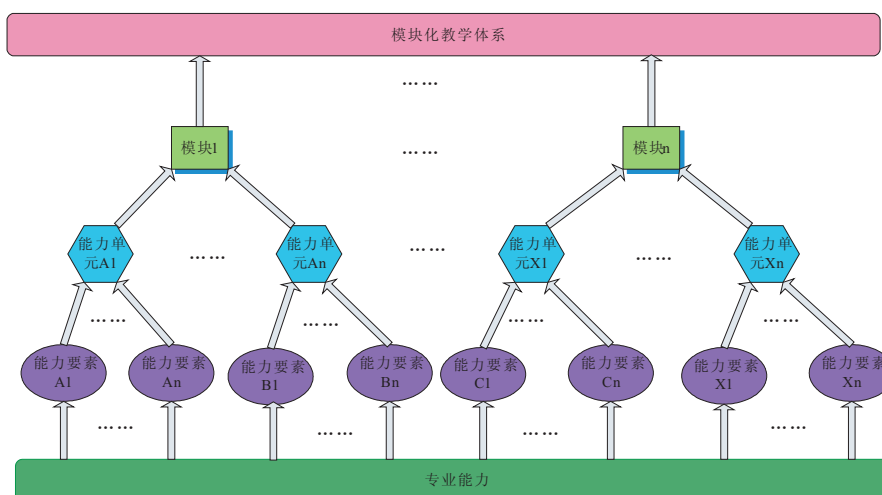 模块化教学体系
……
模块1
……
模块n
能力单
元A1
……
能力单
元An
……
能力单
元X1
……
能力单
元Xn
……
……
……
……
能力要素
A1
能力要素
An
能力要素
B1
能力要素
Bn
能力要素
C1
能力要素
Cn
能力要素
X1
能力要素
Xn
……
……
……
……
专业能力